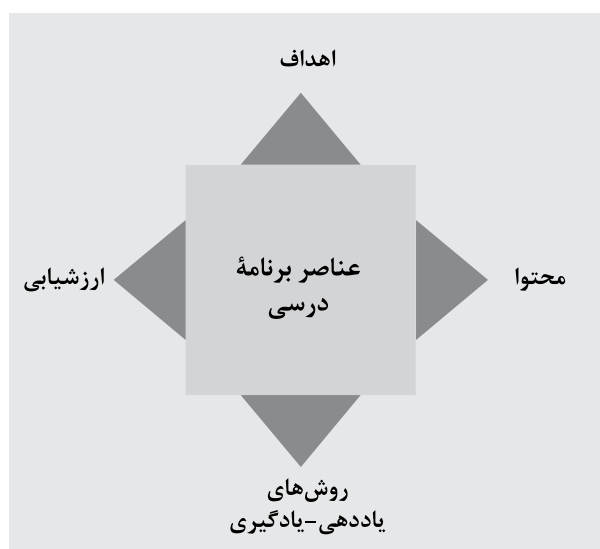 اهداف
عناصر برنامهٔ
درسی
محتوا
ارزشیابی
روش‌های
یاددهی-یادگیری